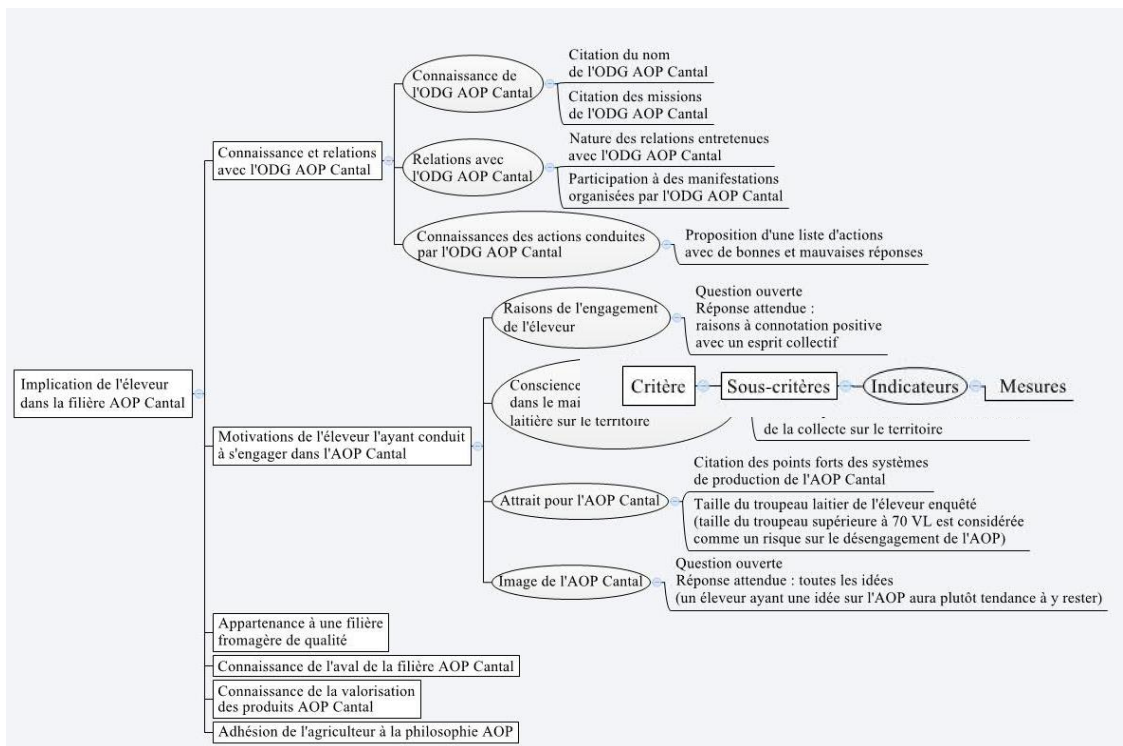 Implication de l'éleveur
dans la filière AOP Cantal
Connaissance et relations
avec l'ODG AOP Cantal
Connaissance de
l'ODG AOP Cantal
Citation du nom
de l'ODG AOP Cantal
Citation des missions
de l'ODG AOP Cantal
Relations avec
l'ODG AOP Cantal
Nature des relations entretenues
avec l'ODG AOP Cantal
Participation à des manifestations
organisées par l'ODG AOP Cantal
Connaissances des actions conduites
par l'ODG AOP Cantal
Proposition d'une liste d'actions
avec de bonnes et mauvaises réponses
Motivations de l'éleveur l'ayant conduit
à s'engager dans l'AOP Cantal
Raisons de l'engagement
de l'éleveur
Question ouverte
Réponse attendue :
raisons à connotation positive
avec un esprit collectif
Conscience
dans le mai
laitière sur le territoire
de la collecte sur le territoire
Critère
Sous-critères
Indicateurs
Mesures
Attrait pour l'AOP Cantal
Citation des points forts des systèmes
de production de l'AOP Cantal
Taille du troupeau laitier de l'éleveur enquêté
(taille du troupeau supérieure à 70 VL est considérée
comme un risque sur le désengagement de l'AOP)
Image de l'AOP Cantal
Question ouverte
Réponse attendue : toutes les idées
(un éleveur ayant une idée sur l'AOP aura plutôt tendance à y rester)
Appartenance à une filière
fromagère de qualité
Connaissance de l'aval de la filière AOP Cantal
Connaissance de la valorisation
des produits AOP Cantal
Adhésion de l'agriculteur à la philosophie AOP